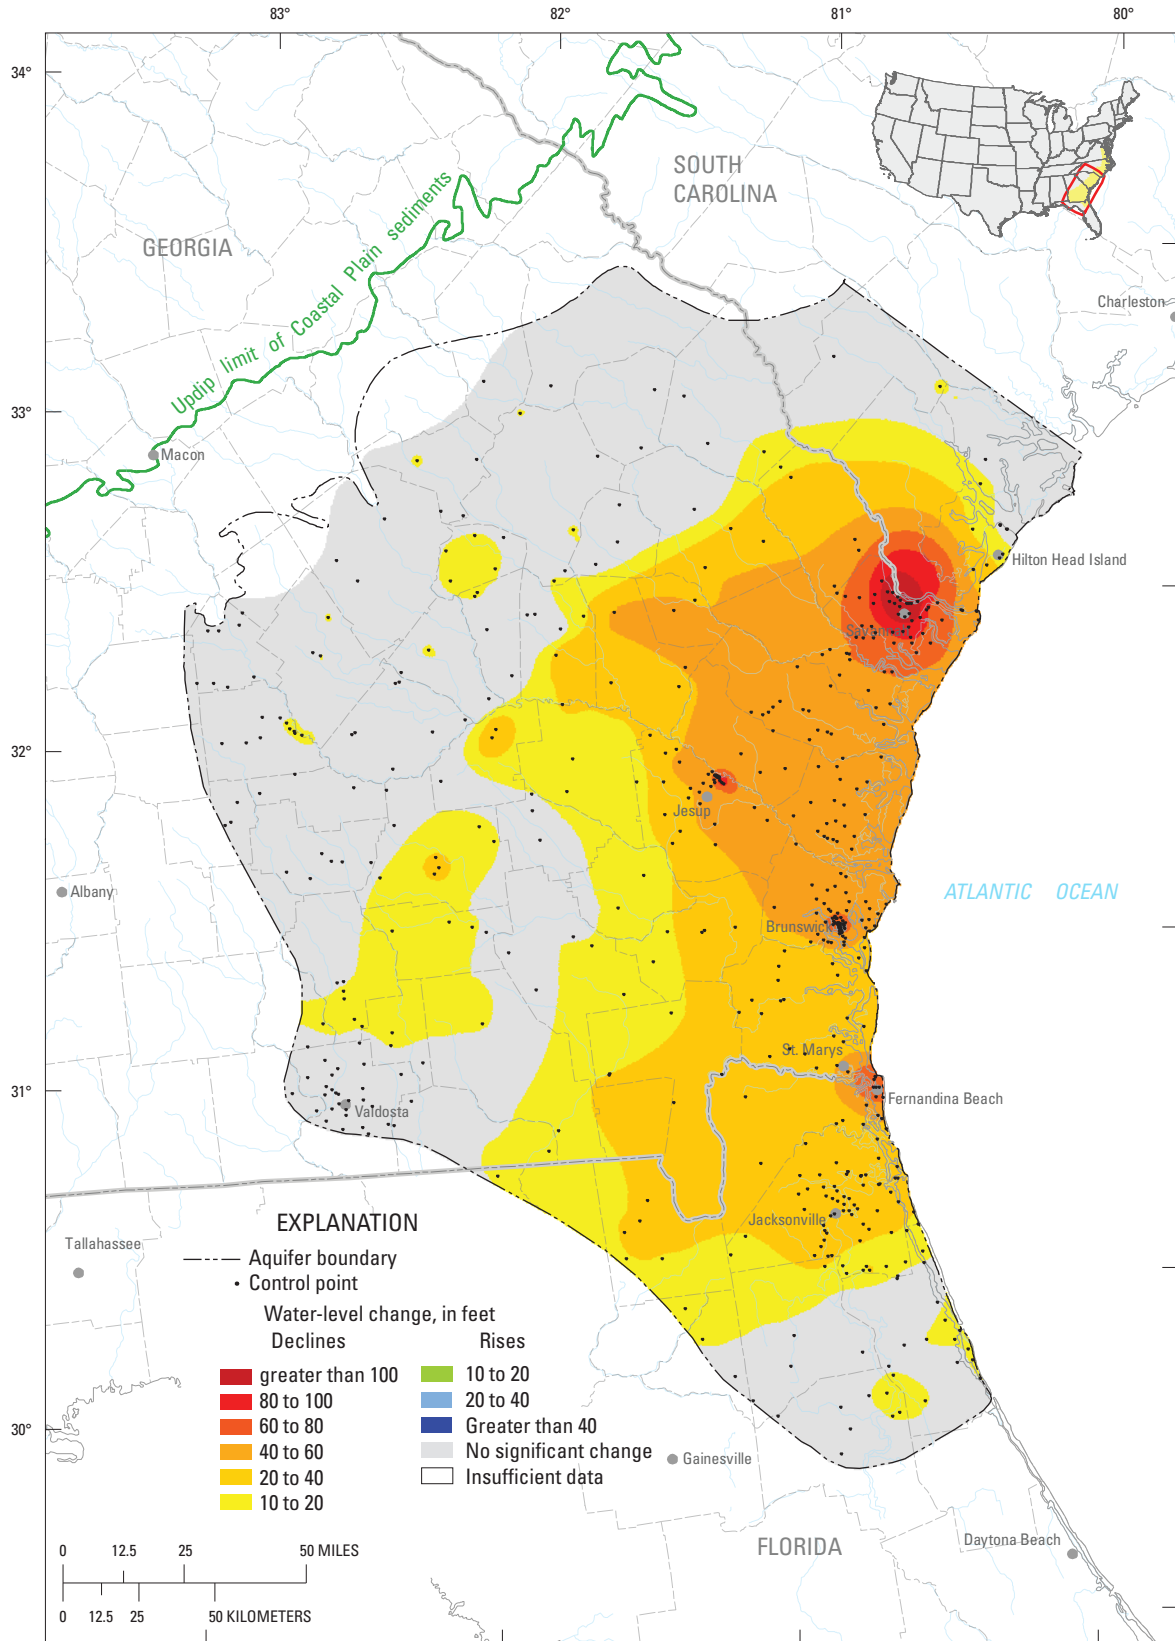 83°
82°
81°
80°
34°
33°
32°
31°
30°
SOUTH
CAROLINA
GEORGIA
Updip limit of Coastal Plain sediments
Charleston
Macon
Hilton Head Island
Savannah
Jesup
Albany
ATLANTIC OCEAN
Brunswick
St. Marys
Fernandina Beach
Valdosta
Jacksonville
Tallahassee
Gainesville
FLORIDA
Daytona Beach
EXPLANATION
Aquifer boundary
Control point
Water-level change, in feet
Declines
greater than 100
80 to 100
60 to 80
40 to 60
20 to 40
10 to 20
Rises
10 to 20
20 to 40
Greater than 40
No significant change
Insufficient data
0 12.5 25 50 MILES
0 12.5 25 50 KILOMETERS